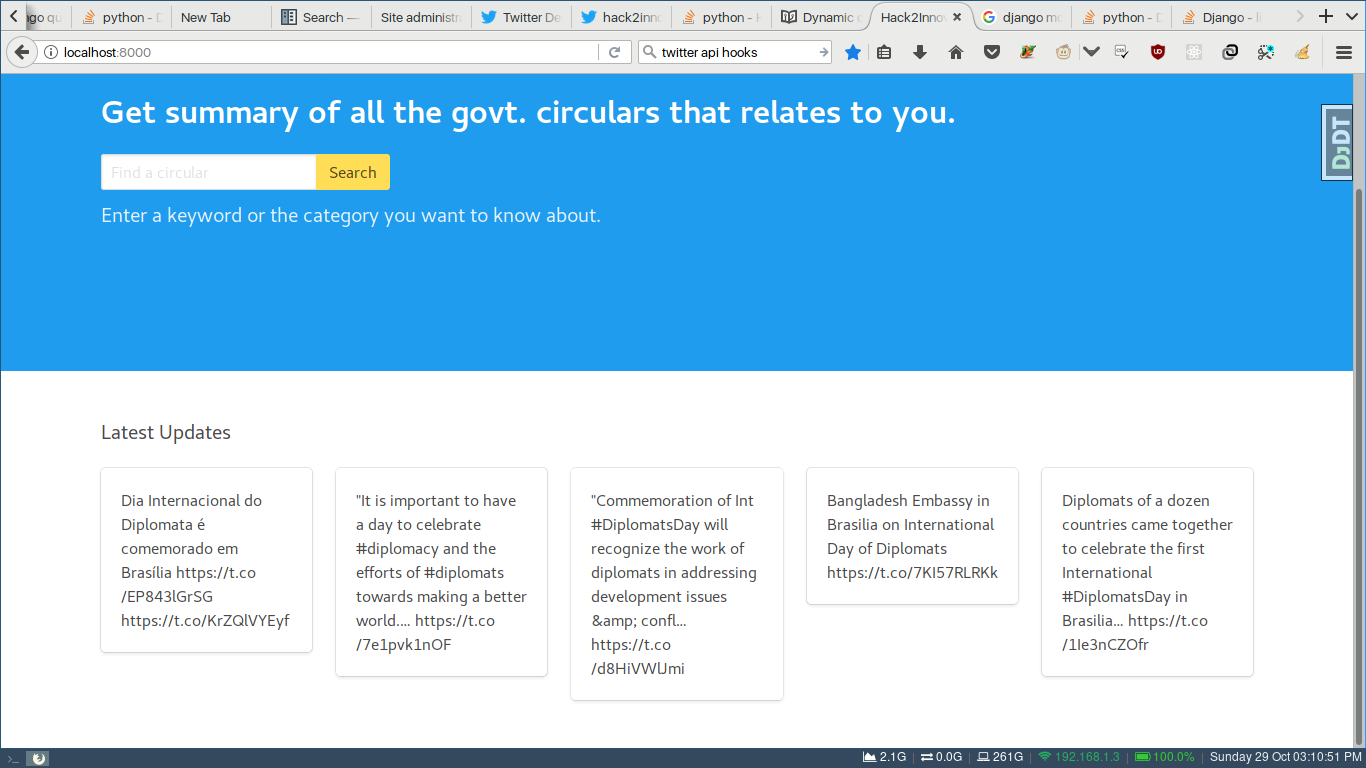 go qu
python - D
New Tab
Search —
Site administra
Twitter De
hack2inno
python - H
Dynamic
Hack2Innov
django mo
python - D
Django - li
localhost:8000
twitter api hooks
Get summary of all the govt. circulars that relates to you.
Find a circular
Search
Enter a keyword or the category you want to know about.
DJDT
Latest Updates
Dia Internacional do
Diplomata é
comemorado em
Brasília https://t.co
/EP843lGrSG
https://t.co/KrZQlVYEyf
"It is important to have
a day to celebrate
#diplomacy and the
efforts of #diplomats
towards making a better
world.... https://t.co
/7e1pvk1nOF
"Commemoration of Int
#DiplomatsDay will
recognize the work of
diplomats in addressing
development issues
&amp; confl...
https://t.co
/d8HiVWlJmi
Bangladesh Embassy in
Brasilia on International
Day of Diplomats
https://t.co/7KI57RLRKk
Diplomats of a dozen
countries came together
to celebrate the first
International
#DiplomatsDay in
Brasilia... https://t.co
/1Ie3nCZOfr
2.1G
0.0G
261G
192.168.1.3
100.0%
Sunday 29 Oct 03:10:51 PM